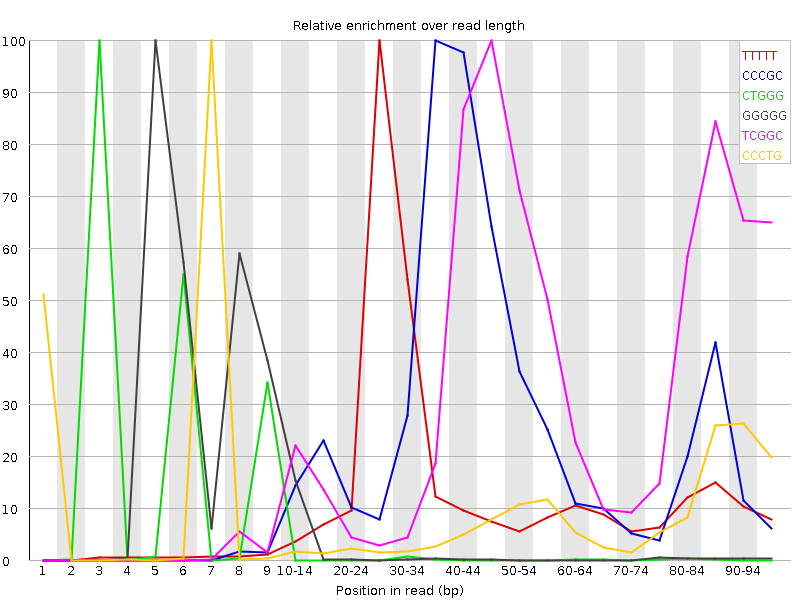 Relative enrichment over read length
100
90
80
70
60
50
40
30
20
10
0
TTTTT
CCCGC
CTGGG
GGGGG
TCGGC
CCCTG
1 2 3 4 5 6 7 8 9 10-14 20-24 30-34 40-44 50-54 60-64 70-74 80-84 90-94
Position in read (bp)